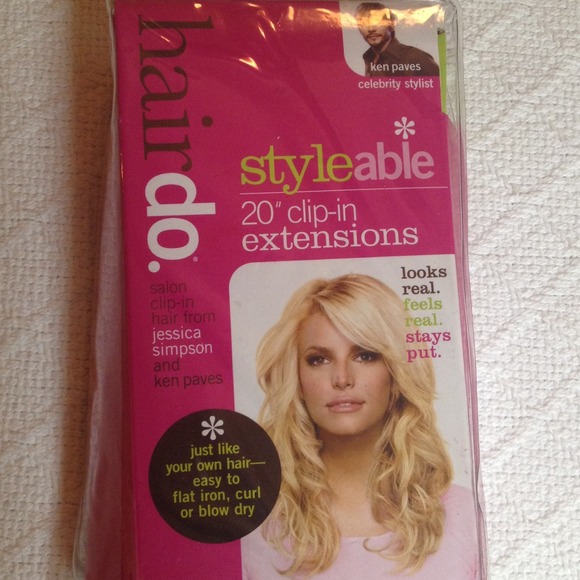 hairdo.
ken paves
celebrity stylist
styleable
20" clip-in
extensions
salon
clip-in
hair from
jessica
simpson
and
ken paves
looks
real.
feels
real.
stays
put.
just like
your own hair—
easy to
flat iron, curl
or blow dry